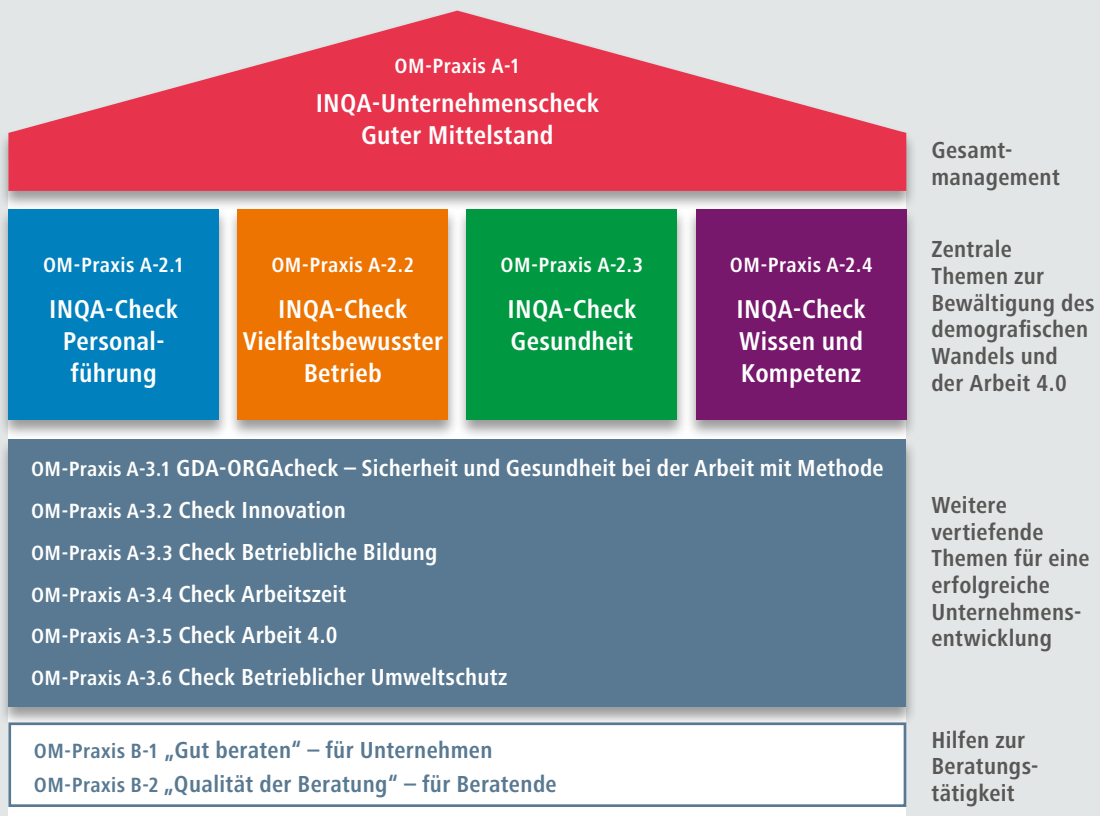 OM-Praxis A-1
INQA-Unternehmenscheck
Guter Mittelstand
Gesamt-
management
OM-Praxis A-2.1
INQA-Check
Personal-
führung
OM-Praxis A-2.2
INQA-Check
Vielfaltsbewusster
Betrieb
OM-Praxis A-2.3
INQA-Check
Gesundheit
OM-Praxis A-2.4
INQA-Check
Wissen und
Kompetenz
Zentrale
Themen zur
Bewältigung des
demografischen
Wandels und
der Arbeit 4.0
OM-Praxis A-3.1 GDA-ORGAcheck – Sicherheit und Gesundheit bei der Arbeit mit Methode
OM-Praxis A-3.2 Check Innovation
OM-Praxis A-3.3 Check Betriebliche Bildung
OM-Praxis A-3.4 Check Arbeitszeit
OM-Praxis A-3.5 Check Arbeit 4.0
OM-Praxis A-3.6 Check Betrieblicher Umweltschutz
Weitere
vertiefende
Themen für eine
erfolgreiche
Unternehmens-
entwicklung
OM-Praxis B-1 „Gut beraten“ – für Unternehmen
OM-Praxis B-2 „Qualität der Beratung“ – für Beratende
Hilfen zur
Beratungs-
tätigkeit